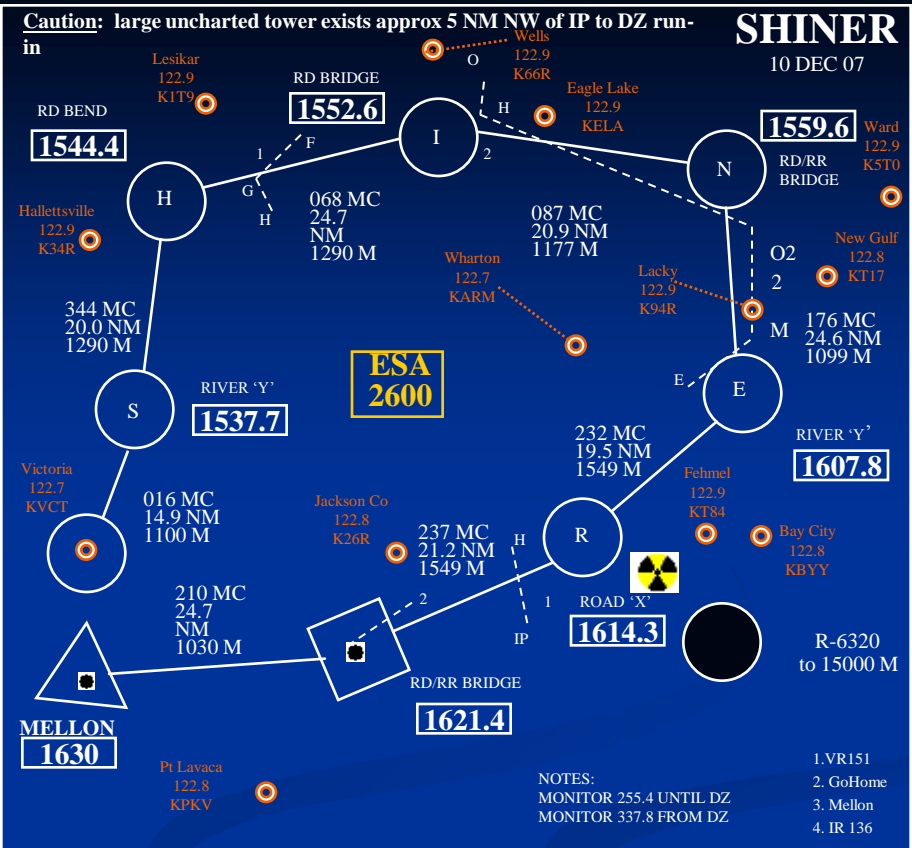 Caution: large uncharted tower exists approx 5 NM NW of IP to DZ run-
in
SHINER
10 DEC 07
Wells
122.9
K66R
Lesikar
122.9
K1T9
RD BRIDGE
1552.6
RD BEND
1544.4
Eagle Lake
122.9
KELA
1559.6
RD/RR
BRIDGE
Ward
122.9
K5T0
O
H
2
I
1
F
G
H
H
N
068 MC
24.7
NM
1290 M
087 MC
20.9 NM
1177 M
Hallettsville
122.9
K34R
Wharton
122.7
KARM
Lacky
122.9
K94R
O2
2
M
E
New Gulf
122.8
KT17
176 MC
24.6 NM
1099 M
344 MC
20.0 NM
1290 M
ESA
2600
S
RIVER ‘Y’
1537.7
E
RIVER ‘Y’
1607.8
232 MC
19.5 NM
1549 M
Victoria
122.7
KVCT
016 MC
14.9 NM
1100 M
Jackson Co
122.8
K26R
237 MC
21.2 NM
1549 M
Fehmel
122.9
KT84
Bay City
122.8
KBYY
H
1
IP
R
2
ROAD ‘X’
1614.3
210 MC
24.7
NM
1030 M
R-6320
to 15000 M
RD/RR BRIDGE
1621.4
MELLON
1630
Pt Lavaca
122.8
KPKV
NOTES:
MONITOR 255.4 UNTIL DZ
MONITOR 337.8 FROM DZ
1.VR151
2. GoHome
3. Mellon
4. IR 136